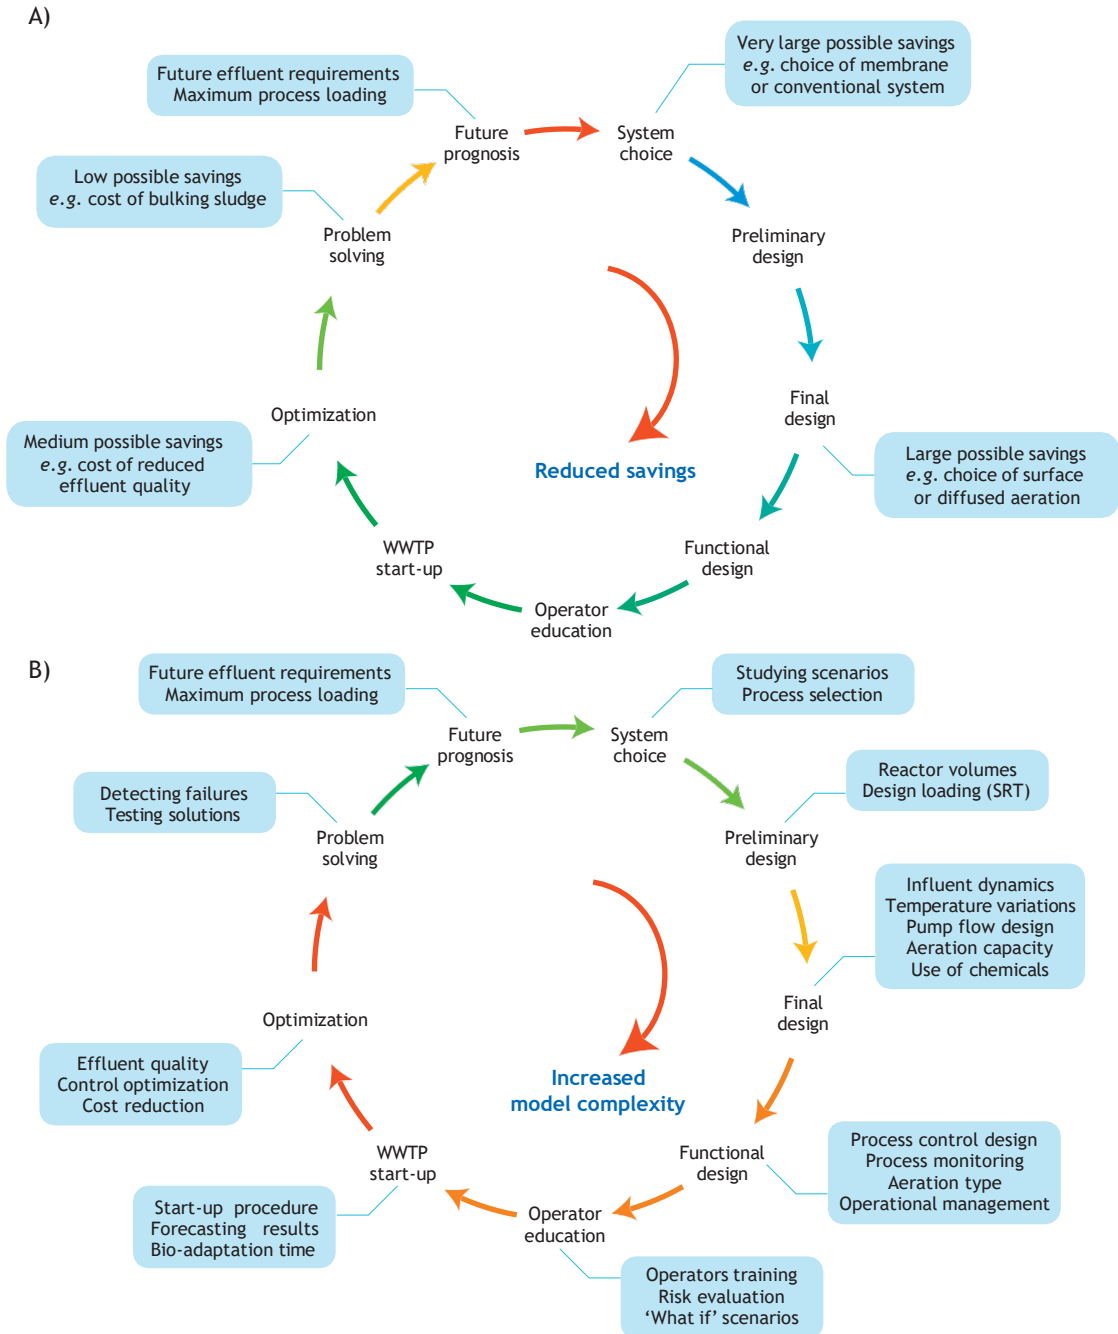 A)
Future effluent requirements
Maximum process loading
Very large possible savings
e.g. choice of membrane
or conventional system
Future
prognosis
System
choice
Low possible savings
e.g. cost of bulking sludge
Problem
solving
Preliminary
design
Optimization
Final
design
Medium possible savings
e.g. cost of reduced
effluent quality
Reduced savings
Large possible savings
e.g. choice of surface
or diffused aeration
WWTP
start-up
Functional
design
Operator
education
B)
Future effluent requirements
Maximum process loading
Studying scenarios
Process selection
Future
prognosis
System
choice
Detecting failures
Testing solutions
Reactor volumes
Design loading (SRT)
Problem
solving
Preliminary
design
Influent dynamics
Temperature variations
Pump flow design
Aeration capacity
Use of chemicals
Optimization
Final
design
Effluent quality
Control optimization
Cost reduction
Increased
model complexity
WWTP
start-up
Functional
design
Process control design
Process monitoring
Aeration type
Operational management
Start-up procedure
Forecasting results
Bio-adaptation time
Operator
education
Operators training
Risk evaluation
‘What if’ scenarios